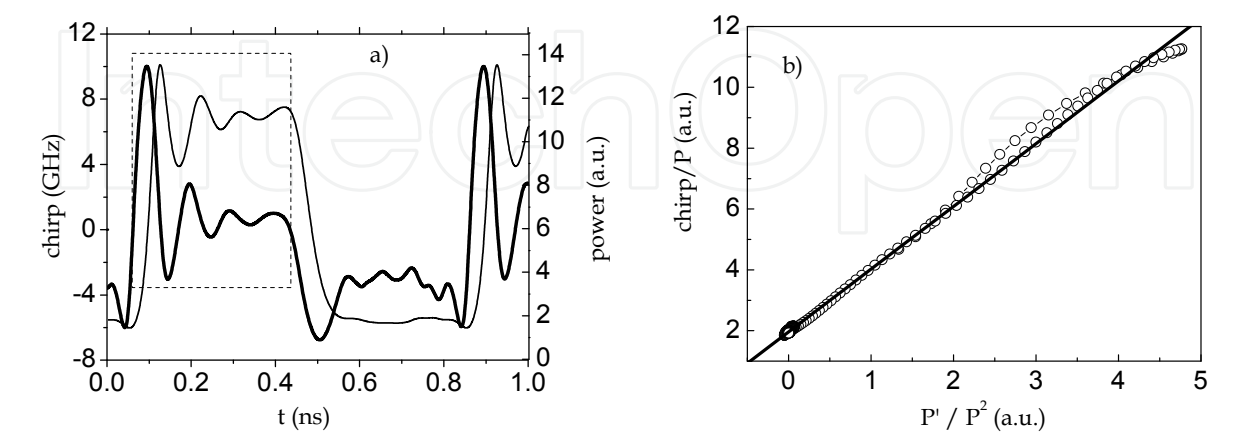 12
8
4
0
-4
-8
chirp (GHz)
0.0 0.2 0.4 0.6 0.8 1.0
t (ns)
14
12
10
8
6
4
2
0
power (a.u.)
a)
IntechOpen
12
10
8
6
4
2
chirp/P (a.u.)
b)
0 1 2 3 4 5
P' / P² (a.u.)